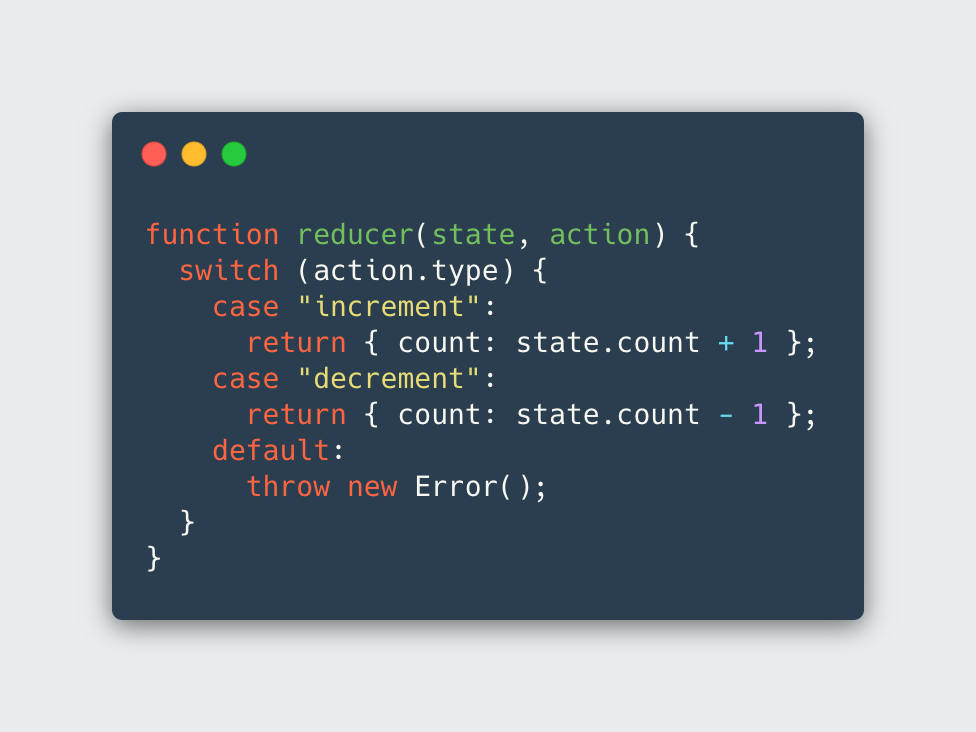 function reducer(state, action) {
  switch (action.type) {
    case "increment":
      return { count: state.count + 1 };
    case "decrement":
      return { count: state.count - 1 };
    default:
      throw new Error();
  }
}